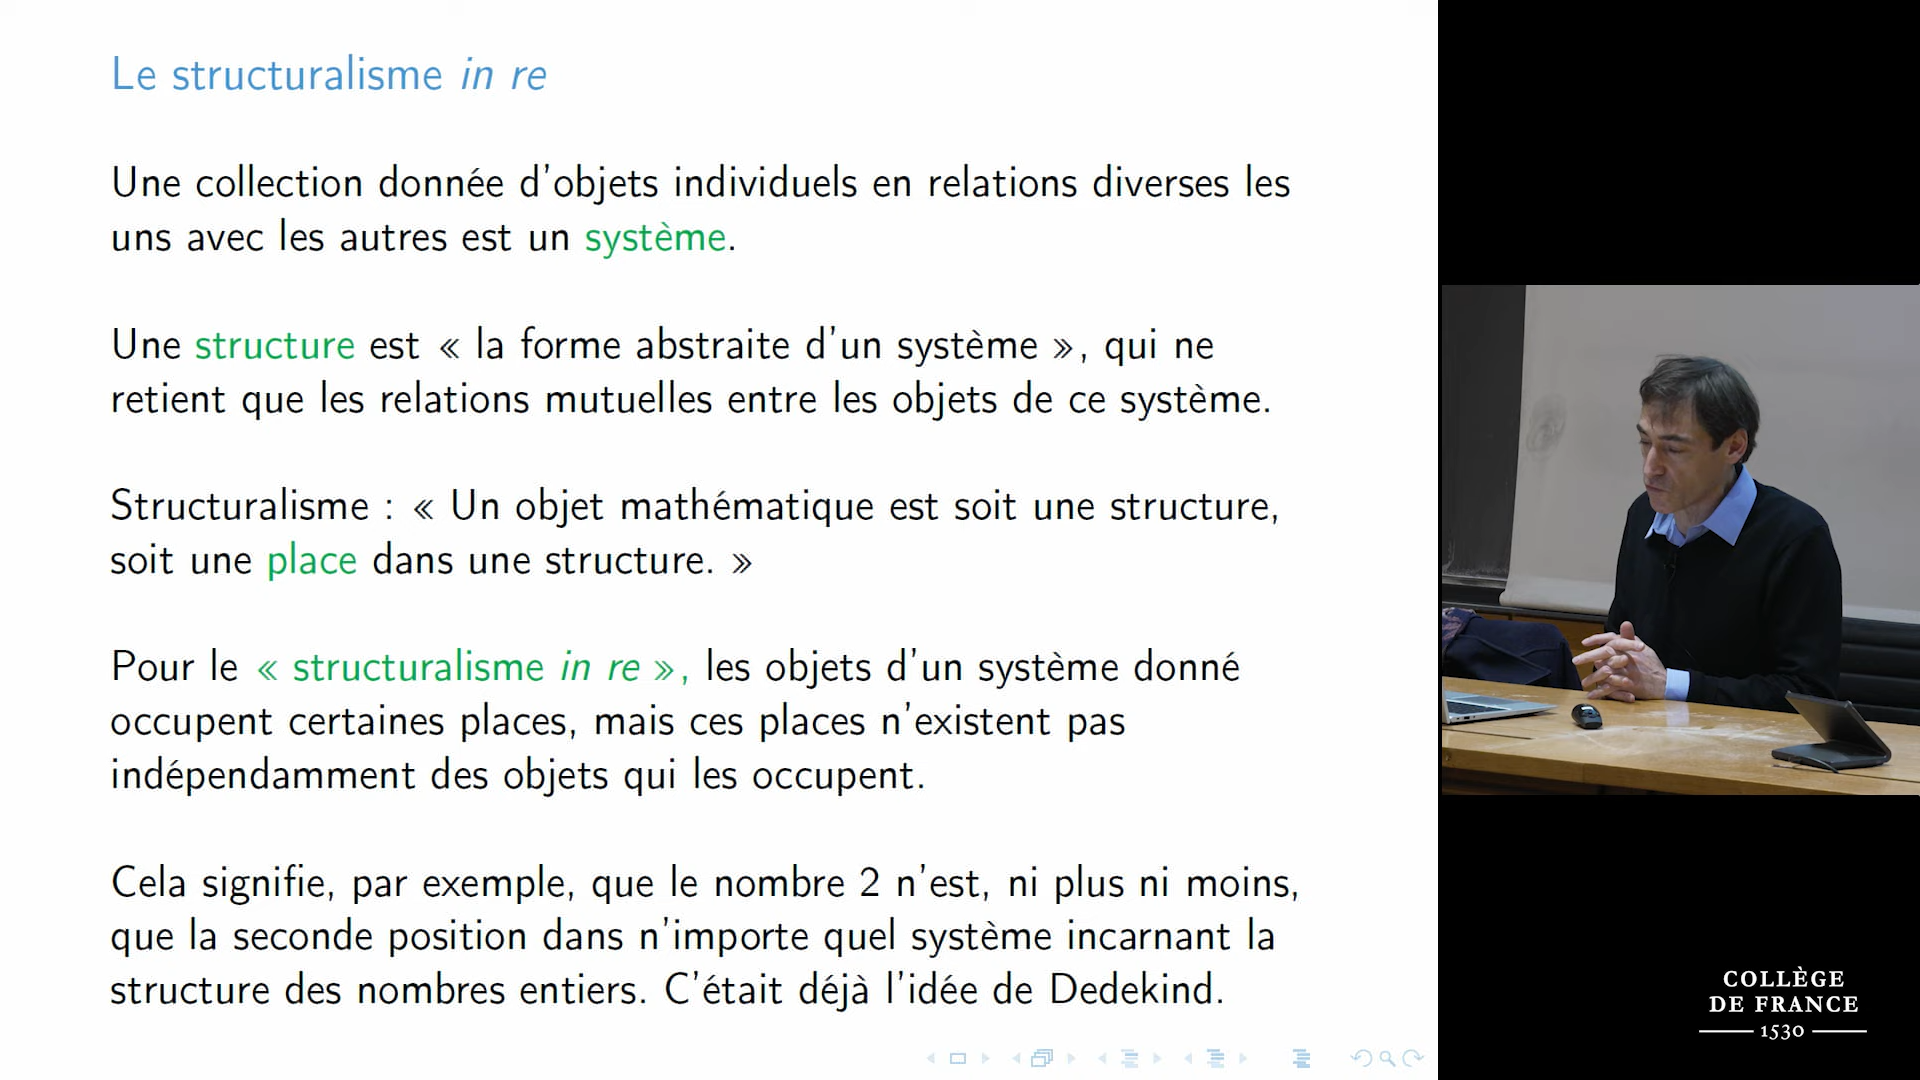 Le structuralisme in re
Une collection donnée d'objets individuels en relations diverses les
uns avec les autres est un système.
Une structure est « la forme abstraite d'un système », qui ne
retient que les relations mutuelles entre les objets de ce système.
Structuralisme : « Un objet mathématique est soit une structure,
soit une place dans une structure. »
Pour le « structuralisme in re », les objets d'un système donné
occupent certaines places, mais ces places n'existent pas
indépendamment des objets qui les occupent.
Cela signifie, par exemple, que le nombre 2 n'est, ni plus ni moins,
que la seconde position dans n'importe quel système incarnant la
structure des nombres entiers. C'était déjà l'idée de Dedekind.
COLLÈGE
DE FRANCE
1530